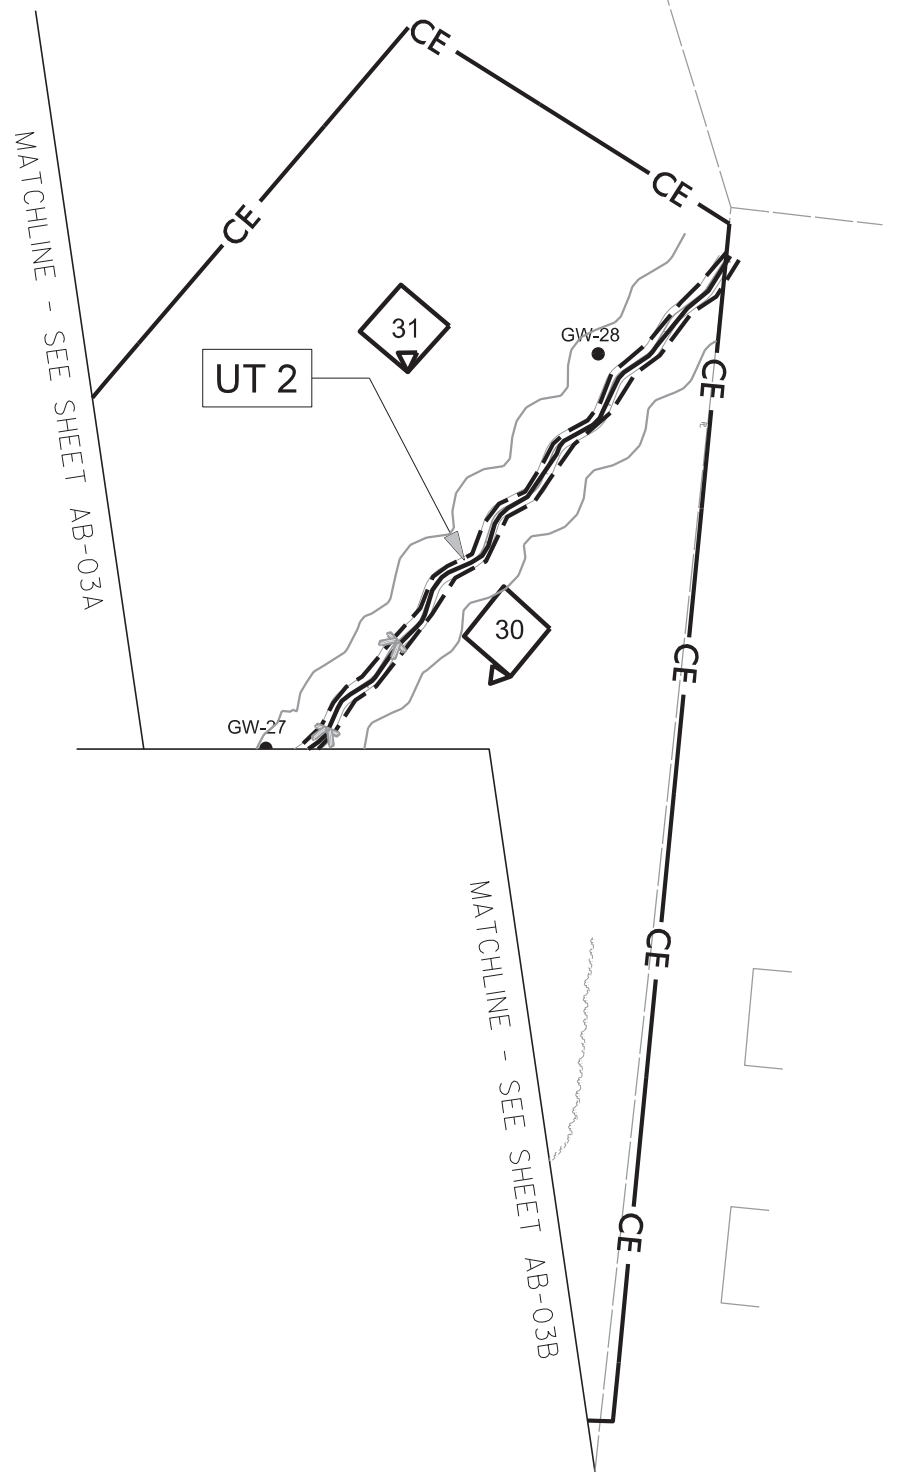 CE
CE
CE
MATCHLINE - SEE SHEET AB-03A
31
GW-28
UT 2
CE
30
CE
GW-27
MATCHLINE - SEE SHEET AB-03B
CE
CE